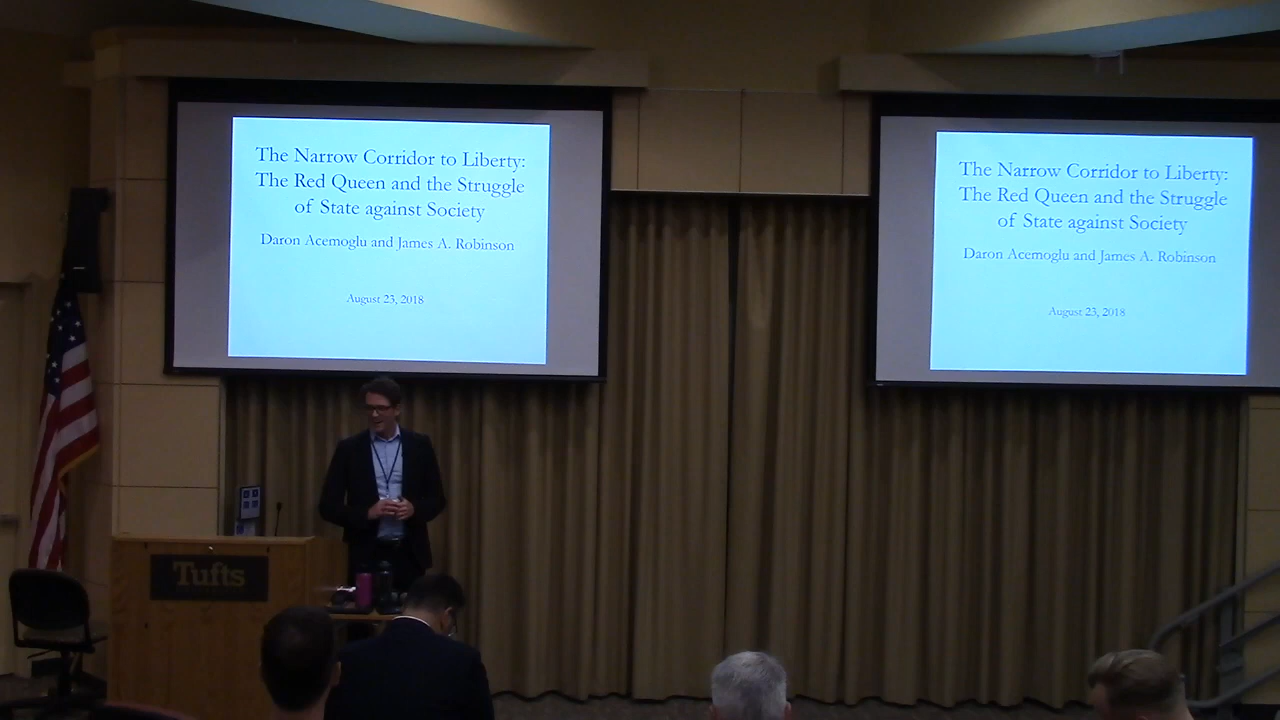 The Narrow Corridor to Liberty:
The Red Queen and the Struggle
of State against Society
Daron Acemoglu and James A. Robinson
August 23, 2018
The Narrow Corridor to Liberty:
The Red Queen and the Struggle
of State against Society
Daron Acemoglu and James A. Robinson
August 23, 2018
Tufts